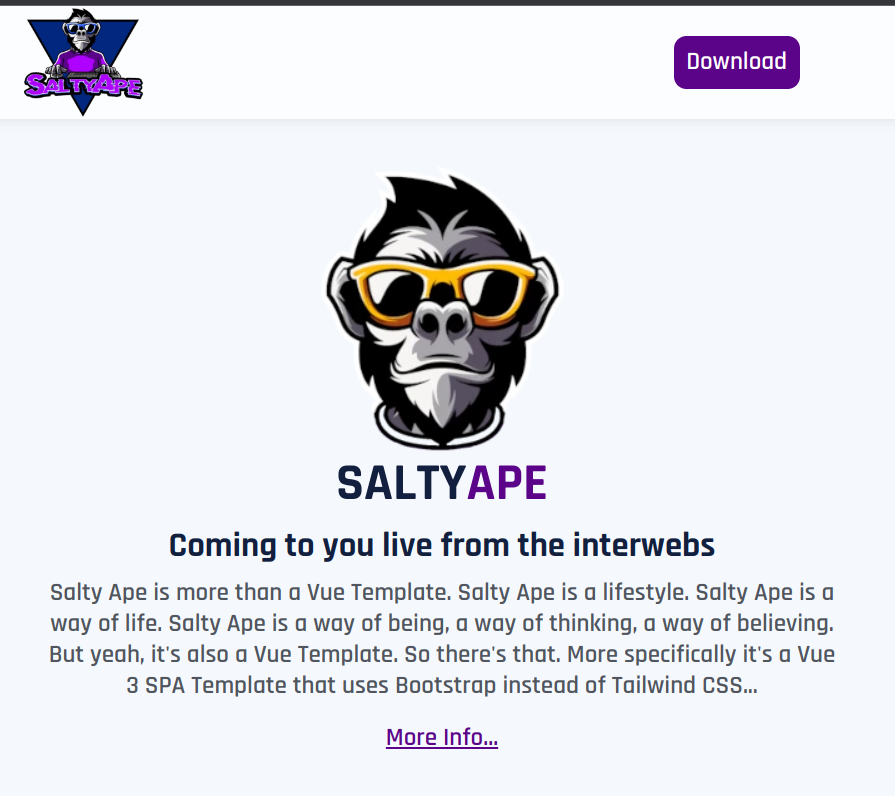 SALTYAPE
Download
SALTYAPE
Coming to you live from the interwebs
Salty Ape is more than a Vue Template. Salty Ape is a lifestyle. Salty Ape is a
way of life. Salty Ape is a way of being, a way of thinking, a way of believing.
But yeah, it's also a Vue Template. So there's that. More specifically it's a Vue
3 SPA Template that uses Bootstrap instead of Tailwind CSS...
More Info...